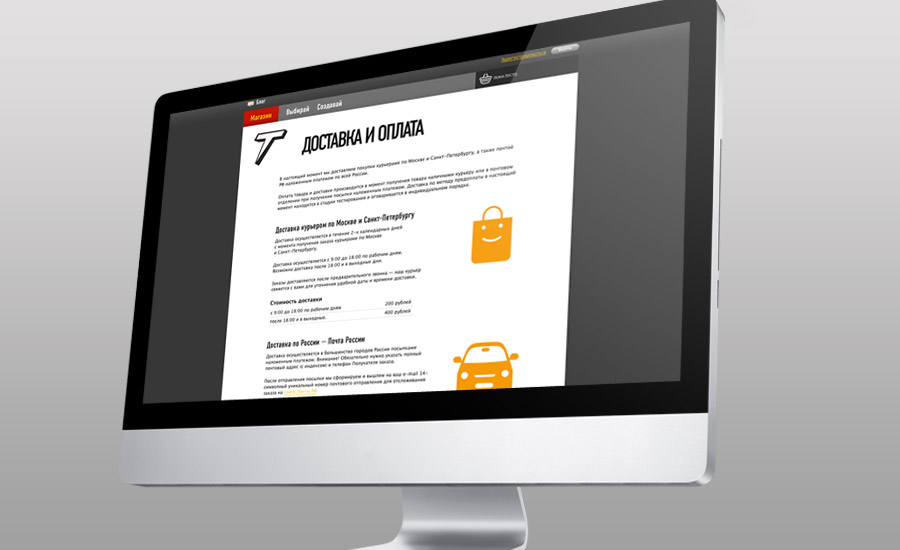 Блог
Магазин
Выбирай
Создавай
Зарегистрироваться
Войти
Пока пусто
T
ДОСТАВКА И ОПЛАТА
В настоящий момент мы доставляем покупки курьерами по Москве и Санкт-Петербургу, а также почтой
РФ наложенным платежом по всей России.
Оплата товара и доставки производится в момент получения товара наличными курьеру или в почтовом
отделении при получении посылки наложенным платежом. Доставка по методу предоплаты в настоящий
момент находится в стадии тестирования и оговаривается в индивидуальном порядке.
Доставка курьером по Москве и Санкт-Петербургу
Доставка осуществляется в течение 2-х календарных дней
с момента получения заказа курьерами по Москве
и Санкт-Петербургу.
Доставка осуществляется с 9:00 до 18:00 по рабочим дням.
Возможна доставка после 18:00 и в выходные дни.
Заказы доставляются после предварительного звонка — наш курьер
свяжется с вами для уточнения удобной даты и времени доставки.
Стоимость доставки
с 9:00 до 18:00 по рабочим дням 200 рублей
после 18:00 и в выходные. 400 рублей
Доставка по России — Почта России
Доставка осуществляется в большинство городов России посылками
наложенным платежом. Внимание! Обязательно нужно указать полный
почтовый адрес (с индексом) и телефон Получателя заказа.
После отправления посылки мы сформируем и вышлем на ваш e-mail 14-
символьный уникальный номер почтового отправления для отслеживания
заказа на